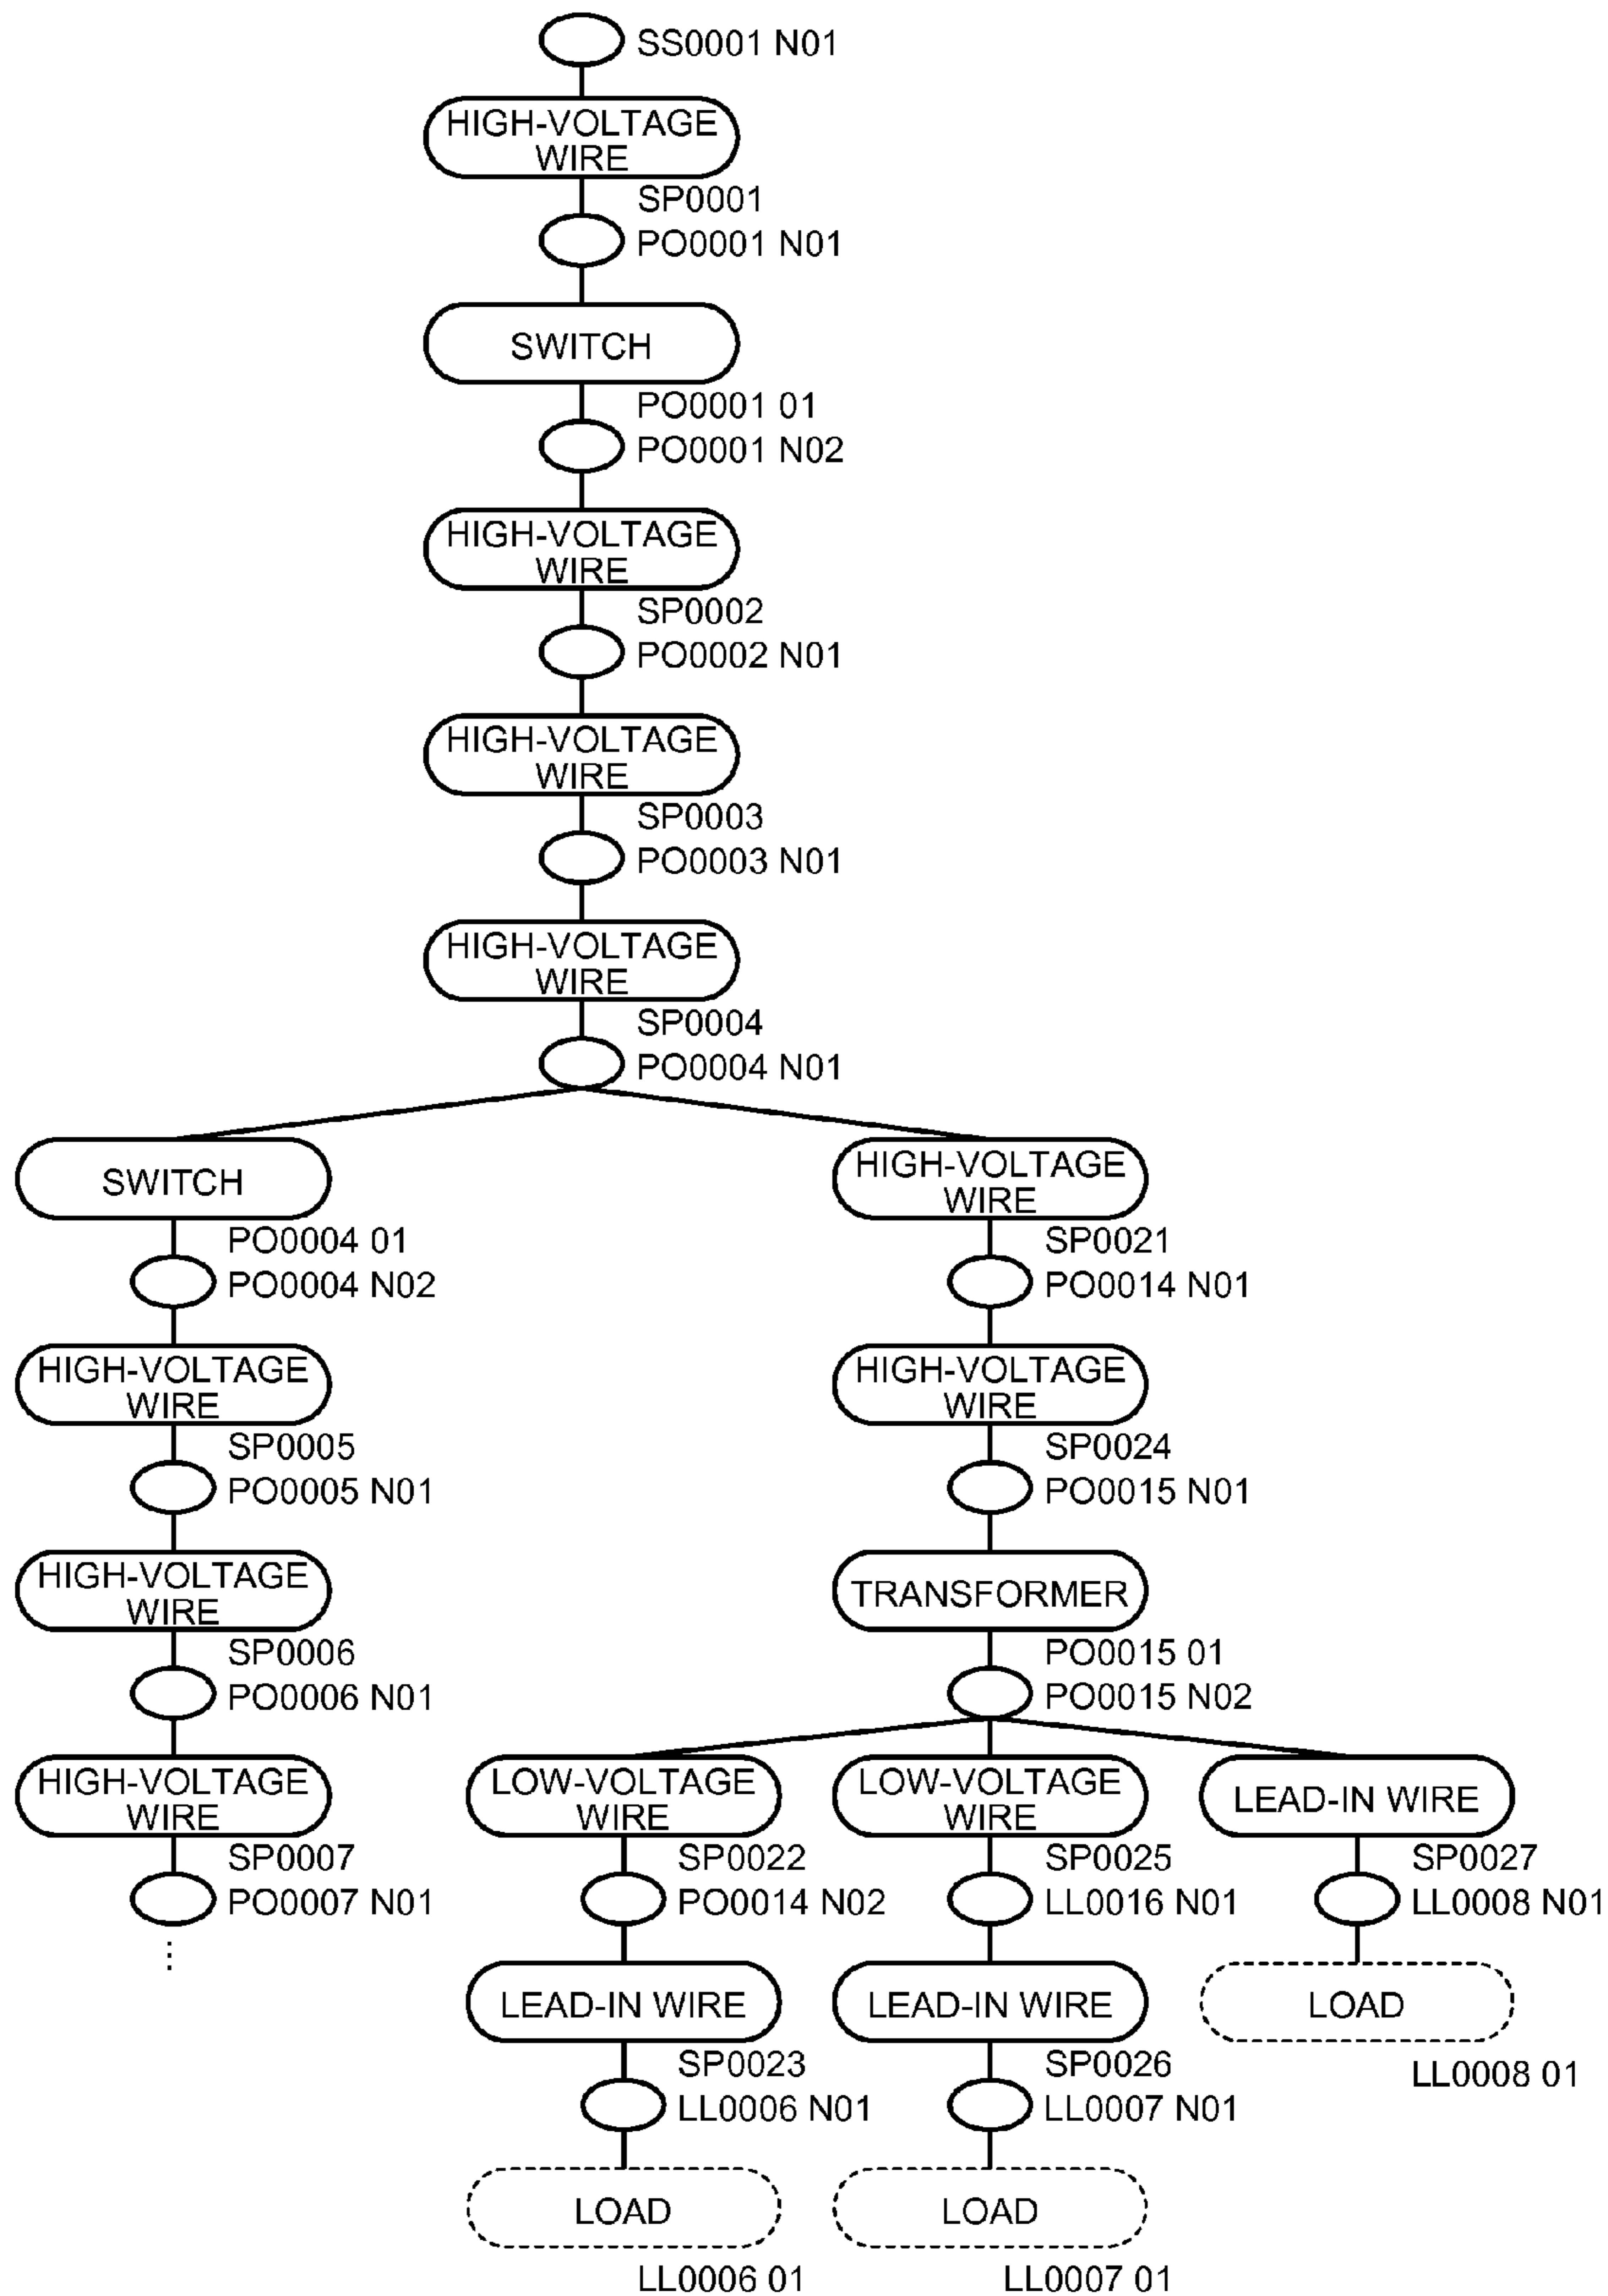 SS0001 N01
HIGH-VOLTAGE
WIRE
SP0001
PO0001 N01
SWITCH
PO0001 01
PO0001 N02
HIGH-VOLTAGE
WIRE
SP0002
PO0002 N01
HIGH-VOLTAGE
WIRE
SP0003
PO0003 N01
HIGH-VOLTAGE
WIRE
SP0004
PO0004 N01
SWITCH
PO0004 01
PO0004 N02
HIGH-VOLTAGE
WIRE
SP0005
PO0005 N01
HIGH-VOLTAGE
WIRE
SP0006
PO0006 N01
HIGH-VOLTAGE
WIRE
SP0007
PO0007 N01
⋮
HIGH-VOLTAGE
WIRE
SP0021
PO0014 N01
HIGH-VOLTAGE
WIRE
SP0024
PO0015 N01
TRANSFORMER
PO0015 01
PO0015 N02
LOW-VOLTAGE
WIRE
SP0022
PO0014 N02
LEAD-IN WIRE
SP0023
LL0006 N01
LOAD
LL0006 01
LOW-VOLTAGE
WIRE
SP0025
LL0016 N01
LEAD-IN WIRE
SP0026
LL0007 N01
LOAD
LL0007 01
LEAD-IN WIRE
SP0027
LL0008 N01
LOAD
LL0008 01